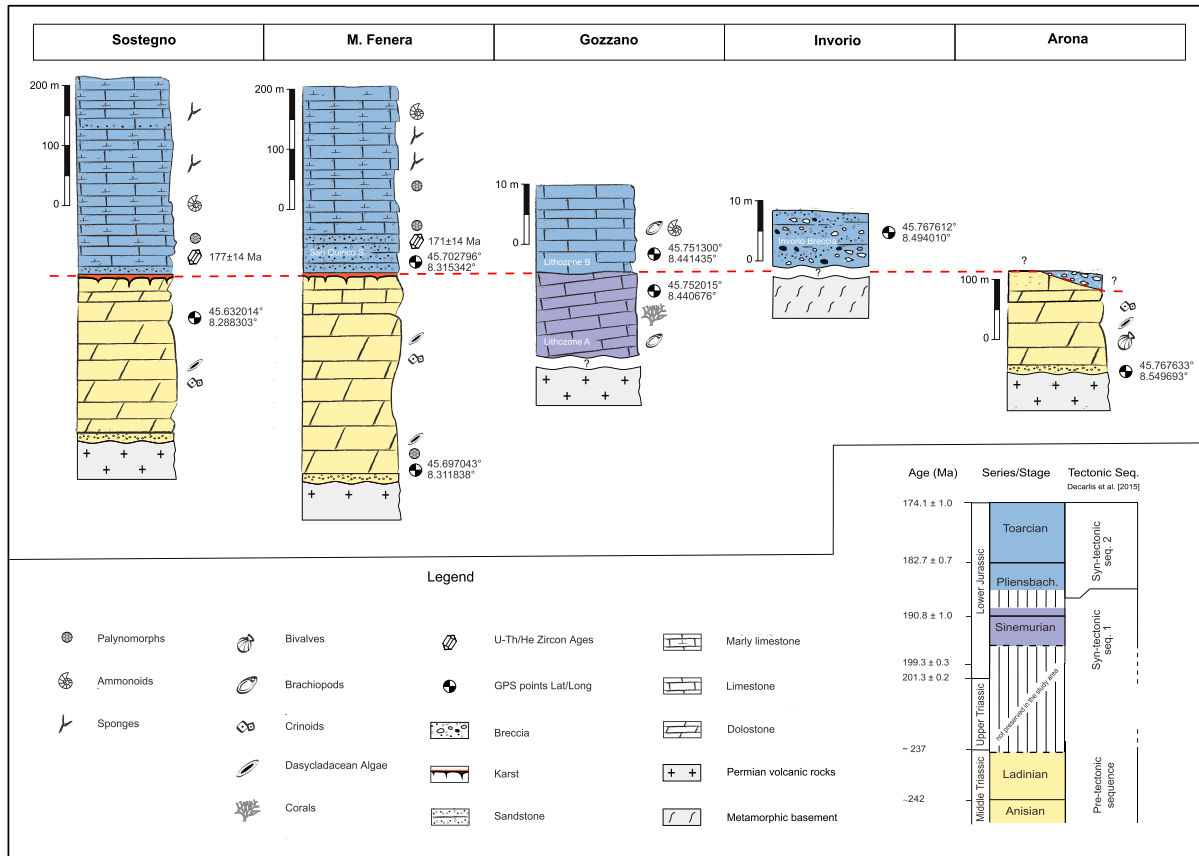 Sostegno
M. Fenera
Gozzano
Invorio
Arona
200 m
100
0
177±14 Ma
45.632014°
8.288303°
200 m
100
0
San Quirico S.
171±14 Ma
45.702796°
8.315342°
45.697043°
8.311838°
10 m
0
Lithozone B
45.751300°
8.441435°
45.752015°
8.440676°
Lithozone A
?
10 m
0
Invorio Breccia
45.767612°
8.494010°
?
?
?
100 m
0
45.767633°
8.549693°
Legend
Palynomorphs
Ammonoids
Sponges
Bivalves
Brachiopods
Crinoids
Dasycladacean Algae
Corals
U-Th/He Zircon Ages
GPS points Lat/Long
Breccia
Karst
Sandstone
Marly limestone
Limestone
Dolostone
Permian volcanic rocks
Metamorphic basement
Age (Ma)
Series/Stage
Tectonic Seq.
Decarlis et al. [2015]
174.1 ± 1.0
182.7 ± 0.7
190.8 ± 1.0
199.3 ± 0.3
201.3 ± 0.2
~ 237
~242
Lower Jurassic
Upper Triassic
Middle Triassic
Toarcian
Pliensbach.
Sinemurian
not preserved in the study area
Ladinian
Anisian
Syn-tectonic
seq. 2
Syn-tectonic
seq. 1
Pre-tectonic
sequence